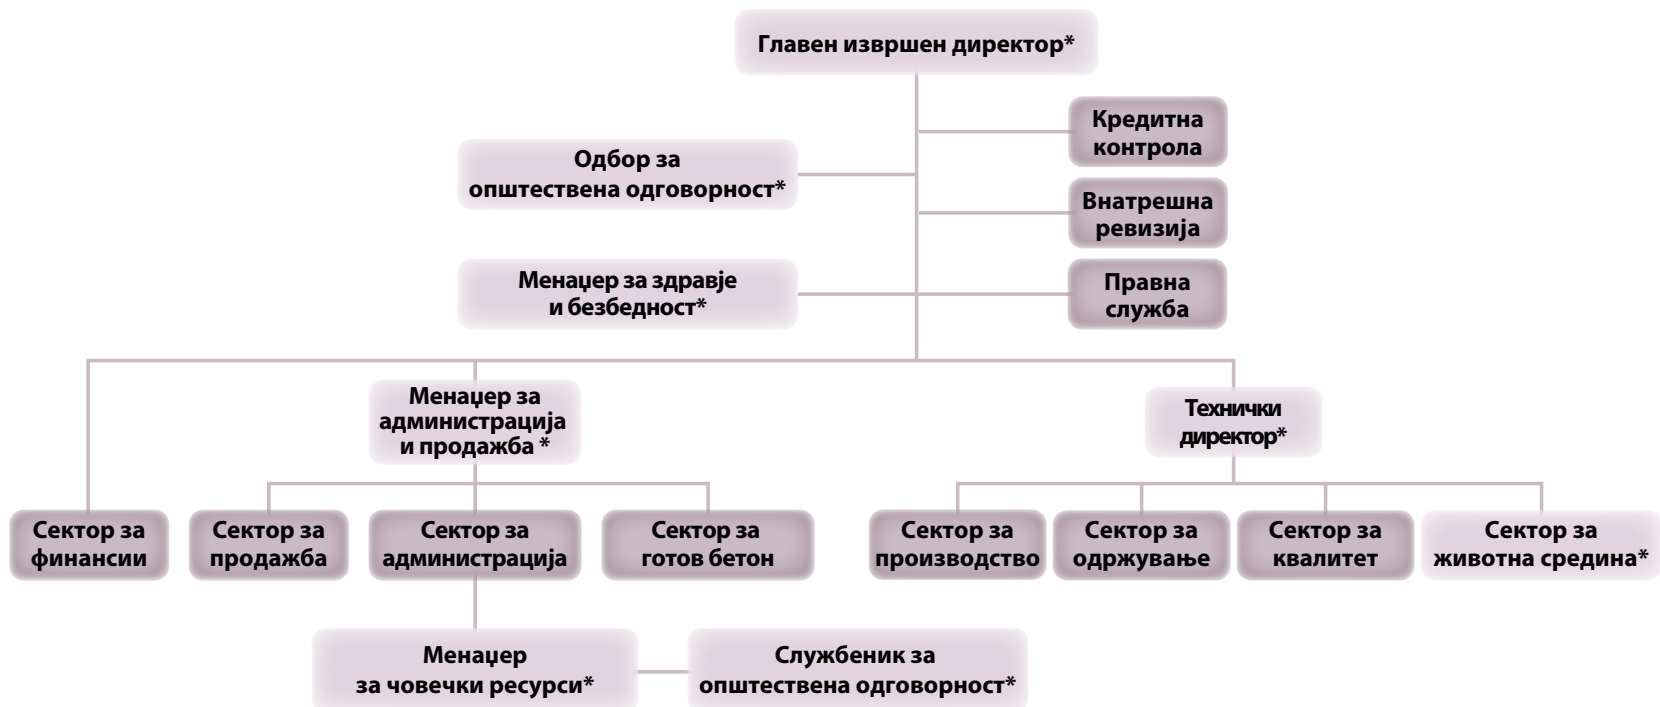 Главен извршен директор*
Кредитна
контрола
Одбор за
општествена одговорност*
Внатрешна
ревизија
Менаџер за здравје
и безбедност*
Правна
служба
Менаџер за
администрација
и продажба *
Технички
директор*
Сектор за
финансии
Сектор за
продажба
Сектор за
администрација
Сектор за
готов бетон
Сектор за
производство
Сектор за
одржување
Сектор за
квалитет
Сектор за
животна средина*
Менаџер
за човечки ресурси*
Службеник за
општествена одговорност*